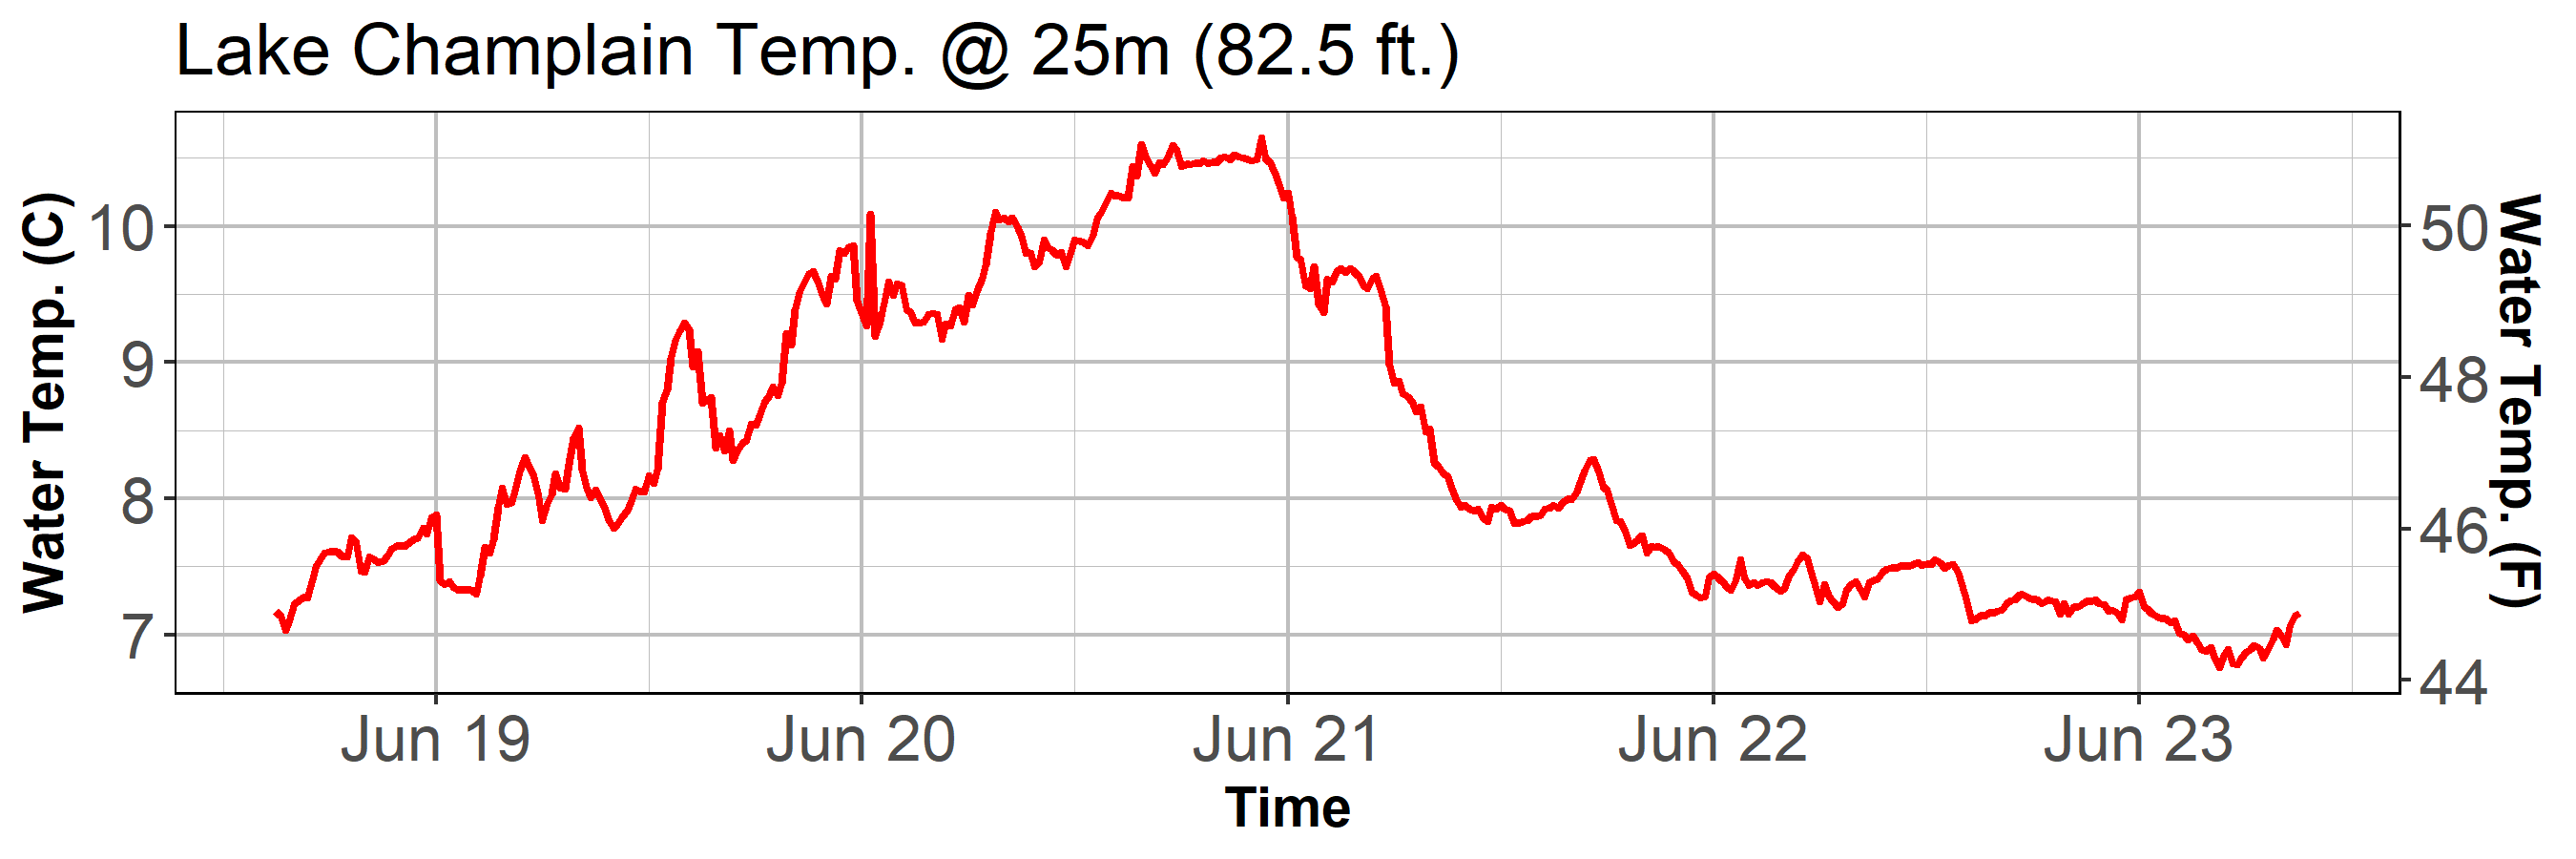 Lake Champlain Temp. @ 25m (82.5 ft.)
Water Temp. (C)
10
9
8
7
Water Temp. (F)
50
48
46
44
Jun 19 Jun 20 Jun 21 Jun 22 Jun 23
Time